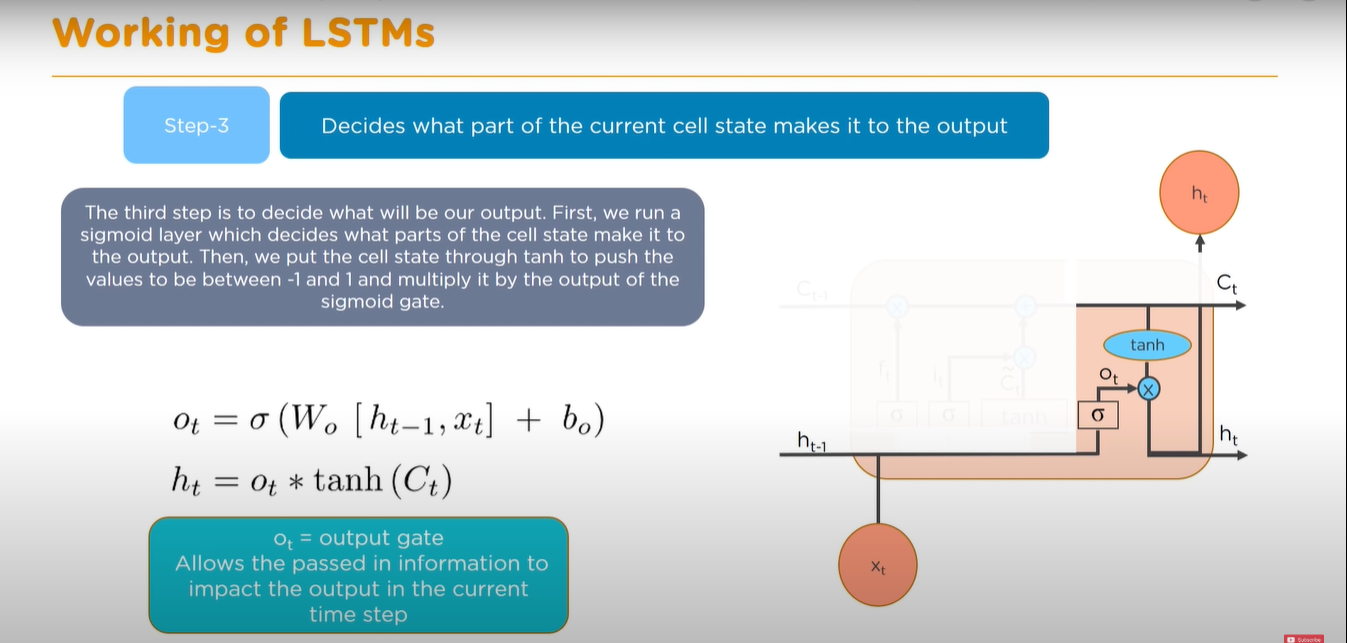 Working of LSTMs
Step-3
Decides what part of the current cell state makes it to the output
The third step is to decide what will be our output. First, we run a
sigmoid layer which decides what parts of the cell state make it to
the output. Then, we put the cell state through tanh to push the
values to be between -1 and 1 and multiply it by the output of the
sigmoid gate.
oₜ = σ (Wₒ [hₜ₋₁, xₜ] + bₒ)
hₜ = oₜ * tanh (Cₜ)
oₜ = output gate
Allows the passed in information to
impact the output in the current
time step
hₜ
Cₜ₋₁
Cₜ
tanh
oₜ
X
σ
σ
tanh
σ
hₜ₋₁
hₜ
xₜ
Subscribe